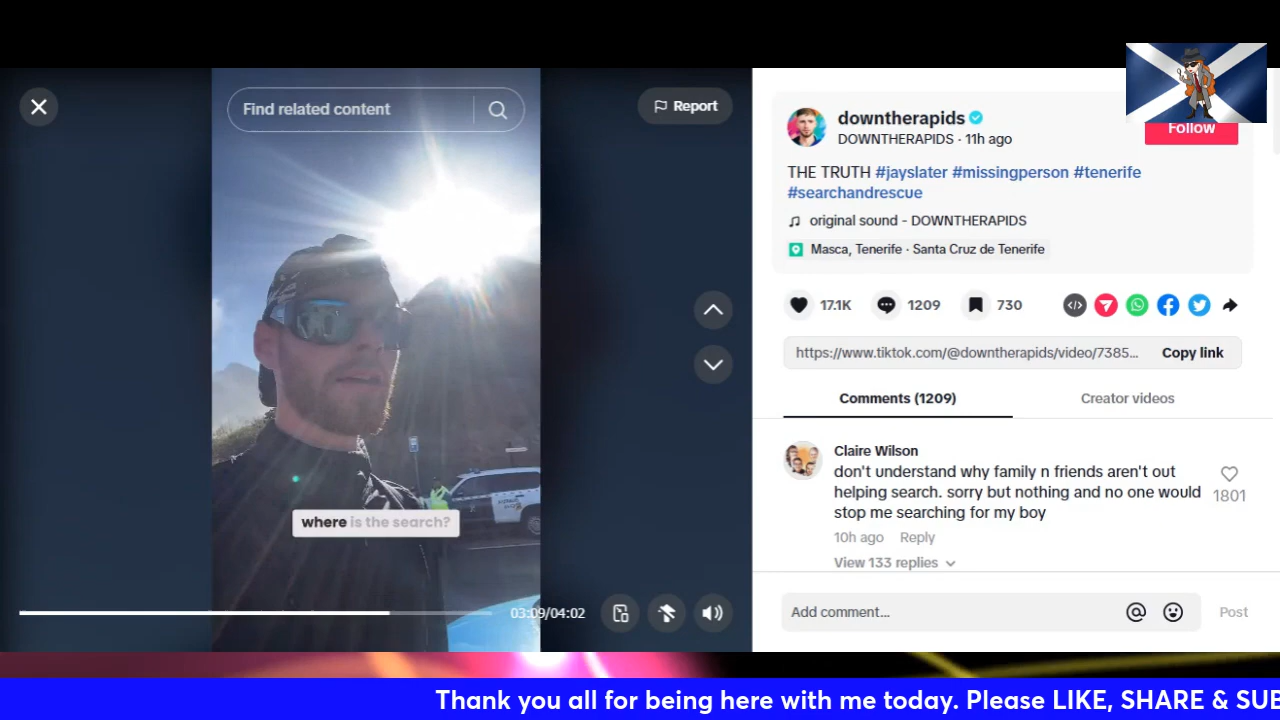 Find related content
Report
downtherapids
DOWNTHERAPIDS · 11h ago
Follow
THE TRUTH #jayslater #missingperson #tenerife
#searchandrescue
original sound - DOWNTHERAPIDS
Masca, Tenerife · Santa Cruz de Tenerife
17.1K
1209
730
https://www.tiktok.com/@downtherapids/video/7385...
Copy link
Comments (1209)
Creator videos
Claire Wilson
don't understand why family n friends aren't out
helping search. sorry but nothing and no one would
stop me searching for my boy
1801
10h ago
Reply
View 133 replies
where is the search?
03:09/04:02
Add comment...
Post
Thank you all for being here with me today. Please LIKE, SHARE & SUB